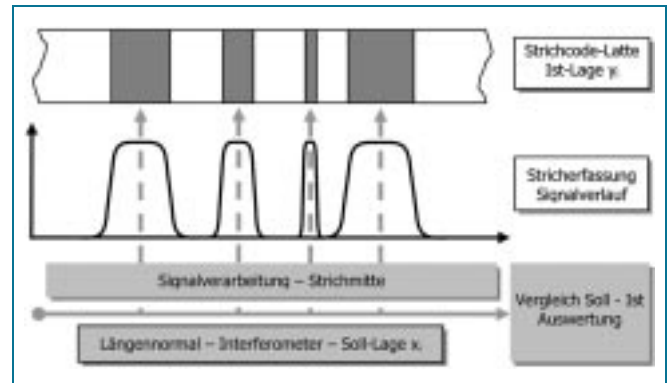 Strichcode-Latte
Ist-Lage y.
Stricherfassung
Signalverlauf
Signalverarbeitung – Strichmitte
Vergleich Soll - Ist
Auswertung
Längennormal – Interferometer – Soll-Lage x.